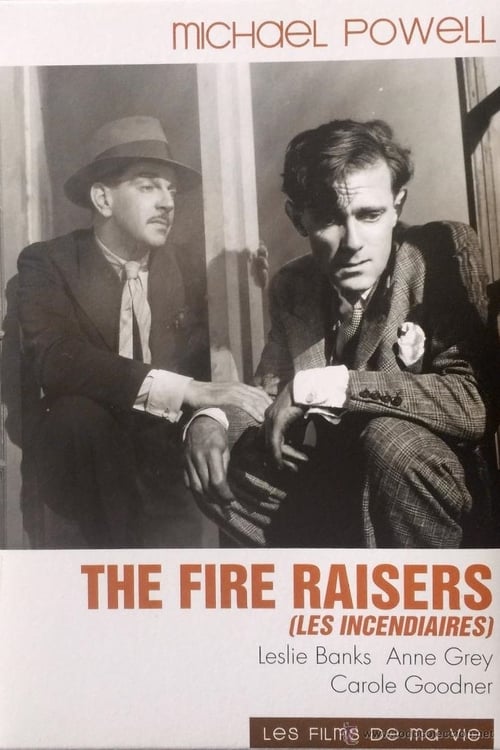 MICHAEL POWELL
THE FIRE RAISERS
(LES INCENDIAIRES)
Leslie Banks Anne Grey
Carole Goodner
LES FILMS DE MA VIE!